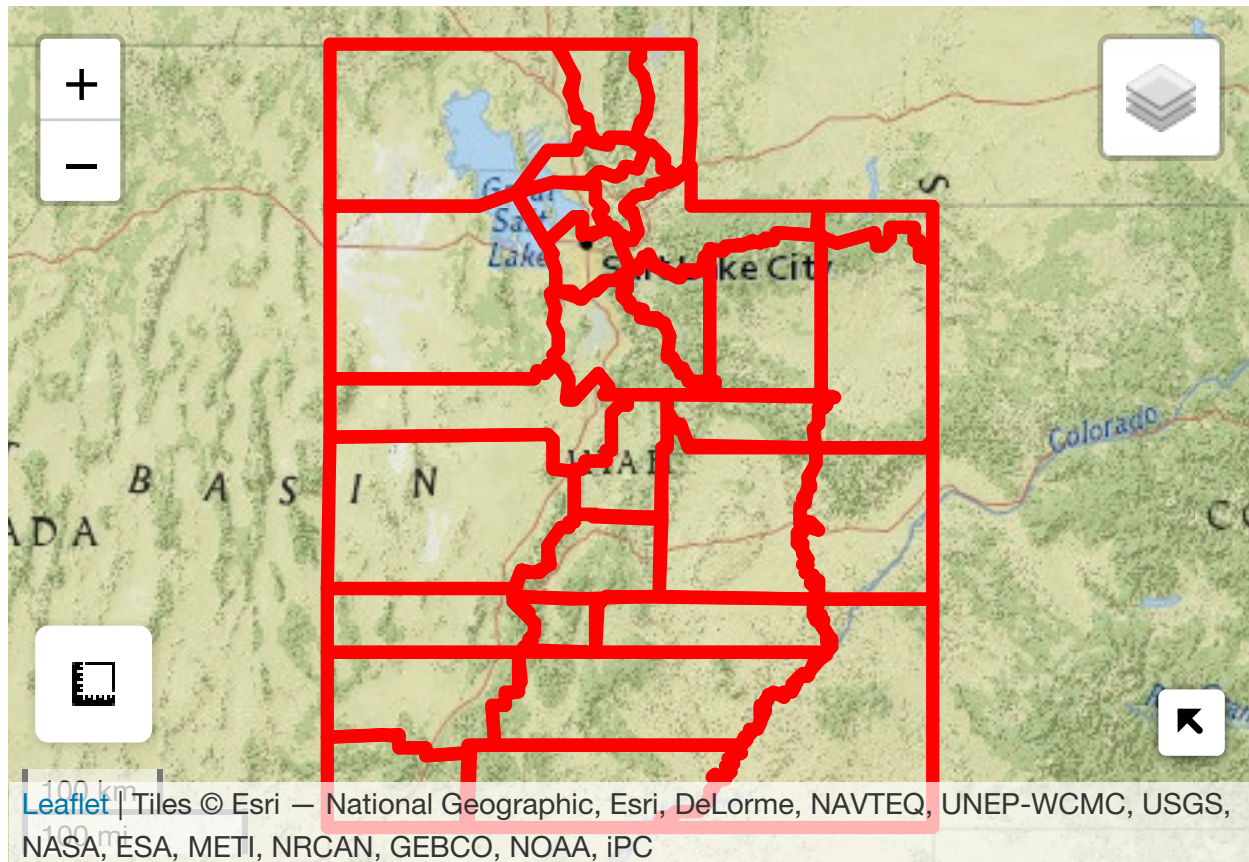 +
−
Great
Salt
Lake
Salt Lake City
Colorado
UTAH
B A S I N
ADA
100 km
100 mi
Leaflet | Tiles © Esri — National Geographic, Esri, DeLorme, NAVTEQ, UNEP-WCMC, USGS,
NASA, ESA, METI, NRCAN, GEBCO, NOAA, iPC